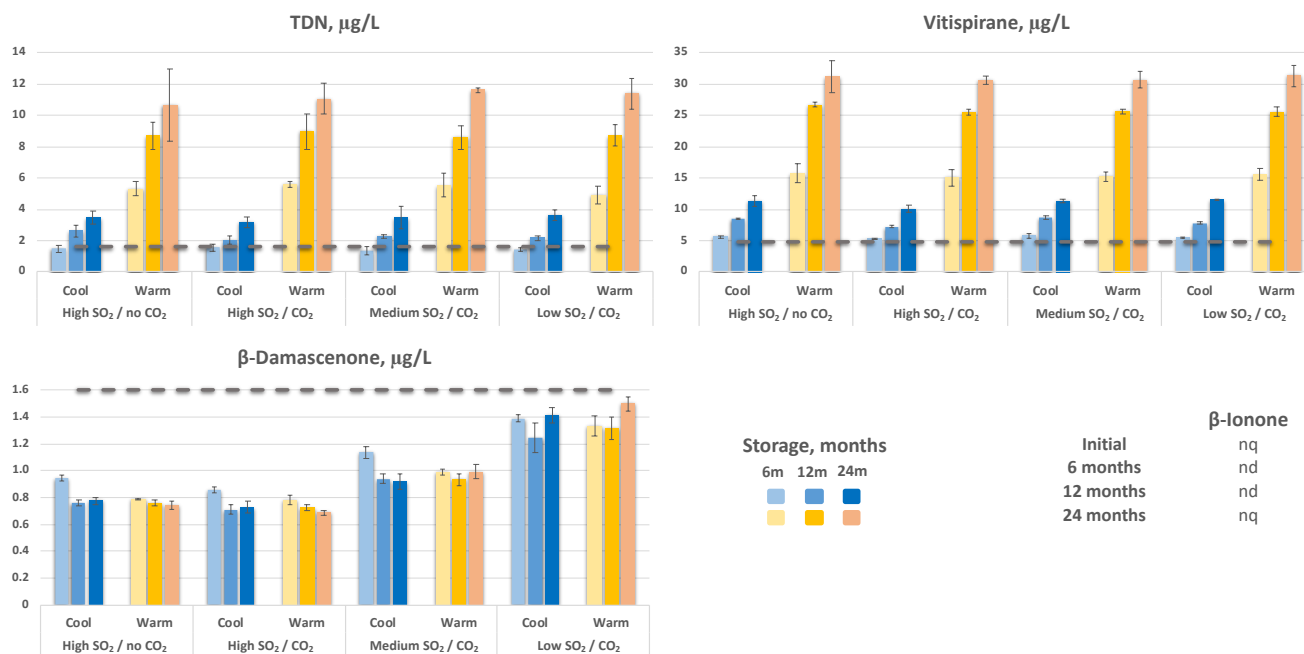 TDN, µg/L
14
12
10
8
6
4
2
0
Cool Warm Cool Warm Cool Warm Cool Warm
High SO₂ / no CO₂ High SO₂ / CO₂ Medium SO₂ / CO₂ Low SO₂ / CO₂
Vitispirane, µg/L
35
30
25
20
15
10
5
0
Cool Warm Cool Warm Cool Warm Cool Warm
High SO₂ / no CO₂ High SO₂ / CO₂ Medium SO₂ / CO₂ Low SO₂ / CO₂
β-Damascenone, µg/L
1.6
1.4
1.2
1.0
0.8
0.6
0.4
0.2
0
Cool Warm Cool Warm Cool Warm Cool Warm
High SO₂ / no CO₂ High SO₂ / CO₂ Medium SO₂ / CO₂ Low SO₂ / CO₂
Storage, months
6m 12m 24m
β-Ionone
Initial nq
6 months nd
12 months nd
24 months nq